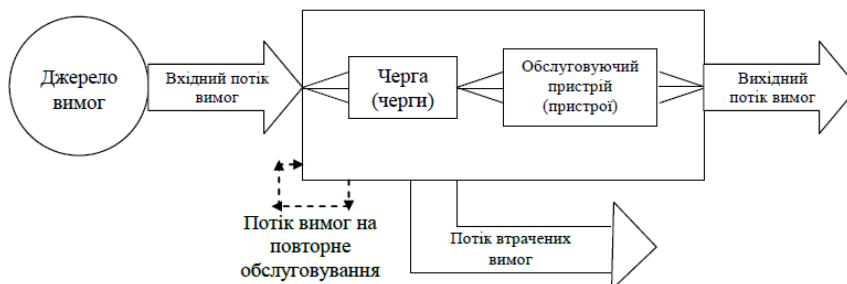 Джерело
вимог
Вхідний потік
вимог
Черга
(черги)
Обслуговуючий
пристрій
(пристрої)
Вихідний
потік вимог
Потік вимог на
повторне
обслуговування
Потік втрачених
вимог